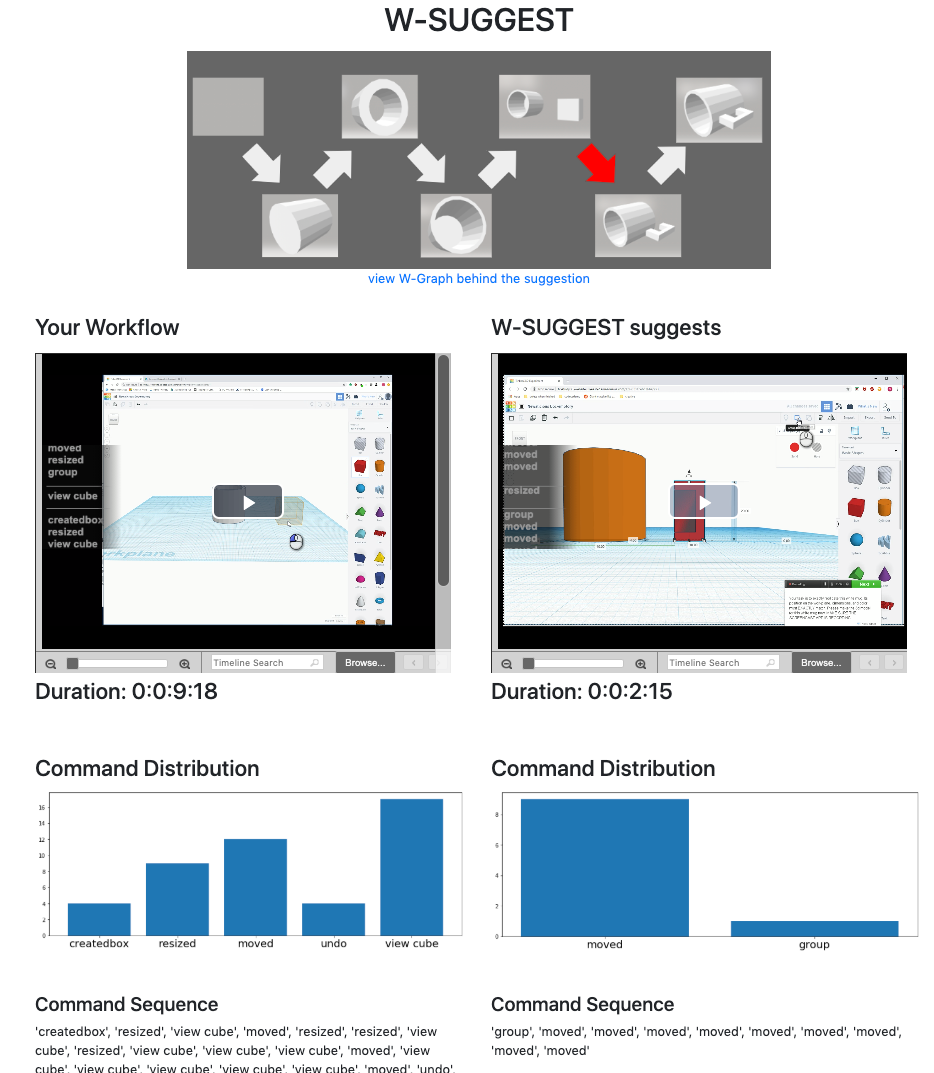 W-SUGGEST
view W-Graph behind the suggestion
Your Workflow
W-SUGGEST suggests
moved
resized
group
view cube
createdbox
resized
view cube
moved
moved
resized
group
moved
moved
Timeline Search
Browse...
Timeline Search
Browse...
Duration: 0:0:9:18
Duration: 0:0:2:15
Command Distribution
Command Distribution
16
14
12
10
8
6
4
2
0
createdbox
resized
moved
undo
view cube
8
6
4
2
0
moved
group
Command Sequence
Command Sequence
'createdbox', 'resized', 'view cube', 'moved', 'resized', 'resized', 'view
cube', 'resized', 'view cube', 'view cube', 'view cube', 'moved', 'view
cube', 'view cube', 'view cube', 'view cube', 'view cube', 'moved', 'undo',
'group', 'moved', 'moved', 'moved', 'moved', 'moved', 'moved', 'moved',
'moved', 'moved'